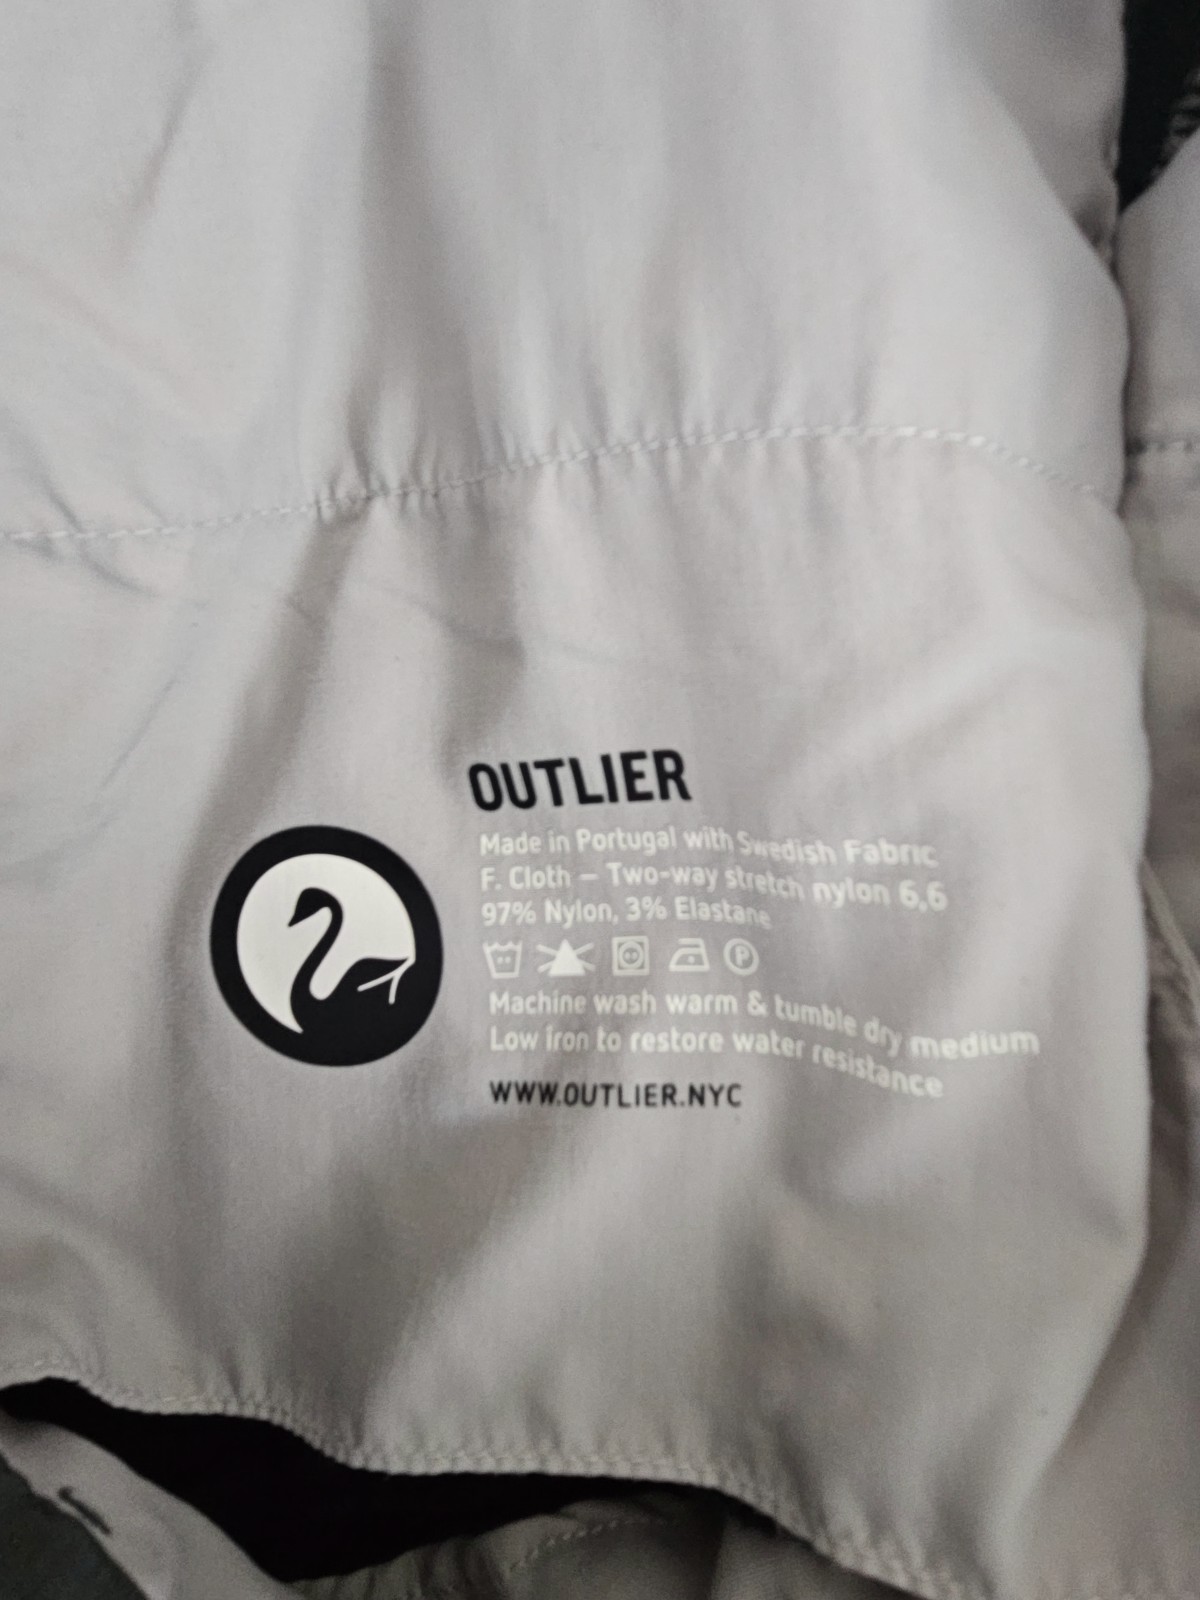 OUTLIER
Made in Portugal with Swedish Fabric
F. Cloth – Two-way stretch nylon 6,6
97% Nylon, 3% Elastane
P
Machine wash warm & tumble dry medium
Low iron to restore water resistance
WWW.OUTLIER.NYC